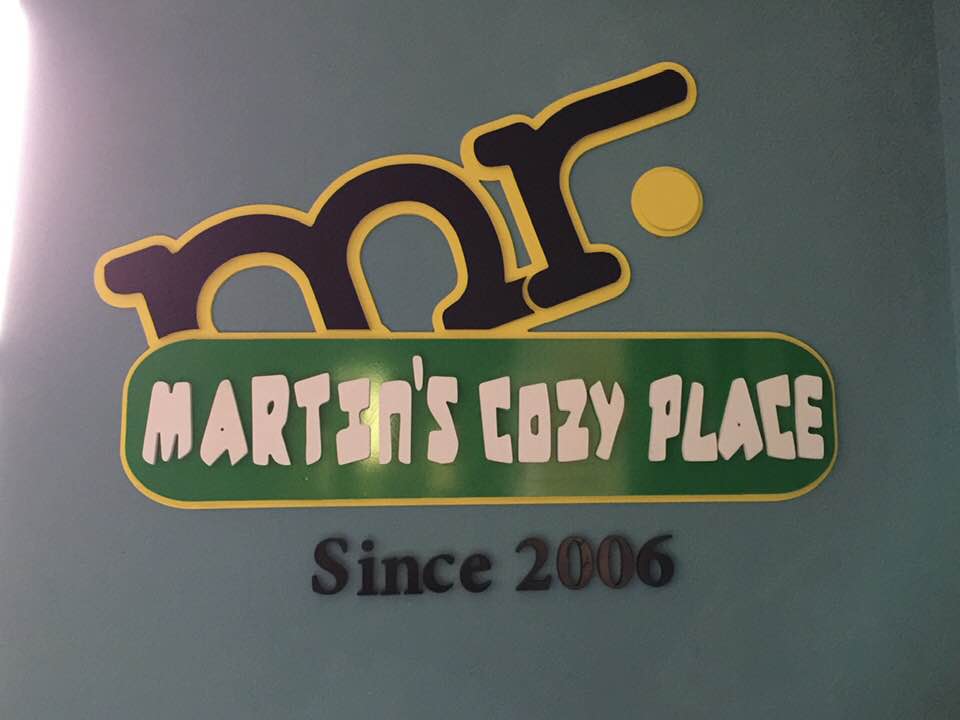 mr.
MARTIN'S COZY PLACE
Since 2006